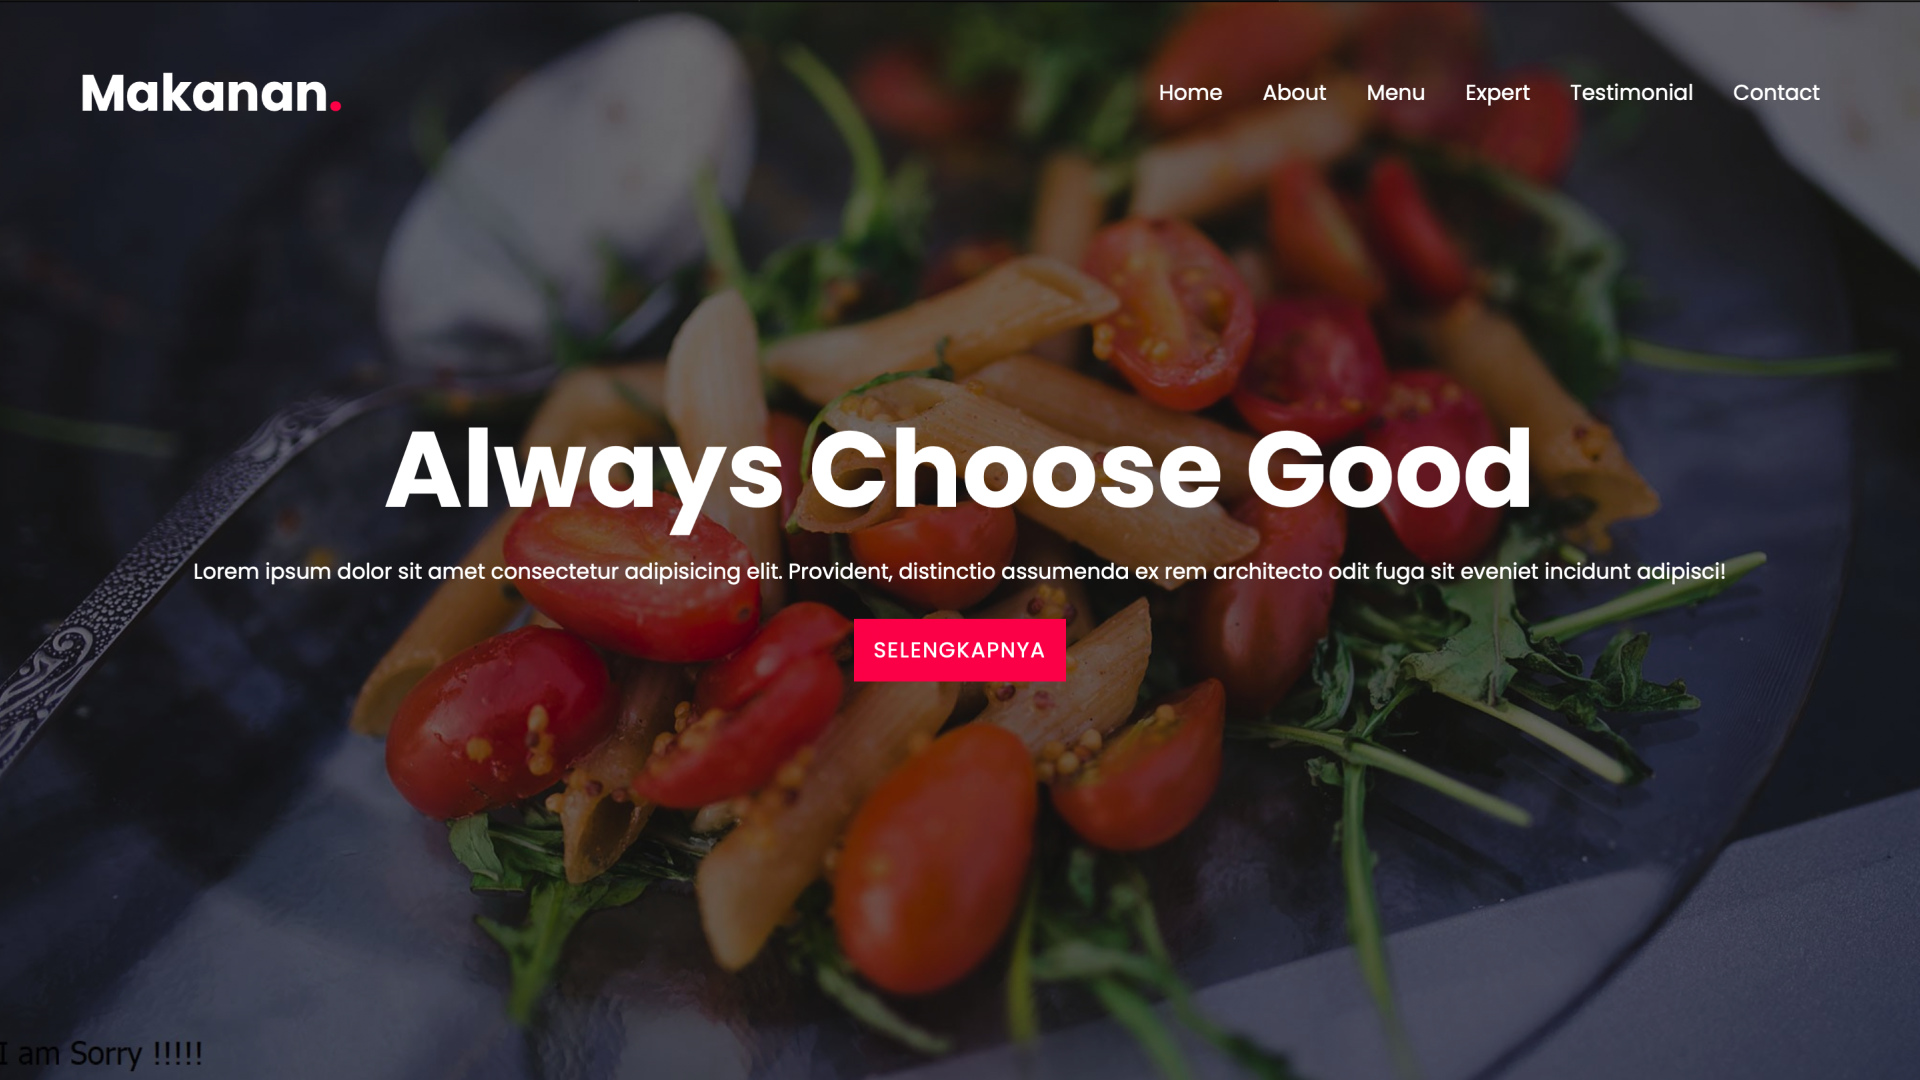 Makanan.
Home About Menu Expert Testimonial Contact
Always Choose Good
Lorem ipsum dolor sit amet consectetur adipisicing elit. Provident, distinctio assumenda ex rem architecto odit fuga sit eveniet incidunt adipisci!
SELENGKAPNYA
I am Sorry !!!!!